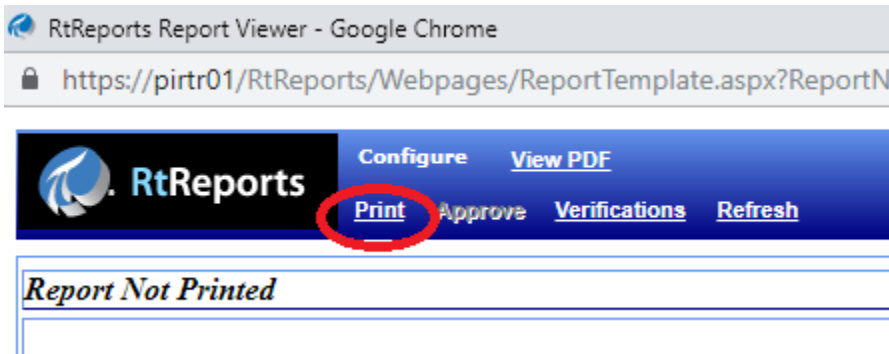 RtReports Report Viewer - Google Chrome
https://pirtr01/RtReports/Webpages/ReportTemplate.aspx?ReportN
RtReports
Configure View PDF
Print Approve Verifications Refresh
Report Not Printed